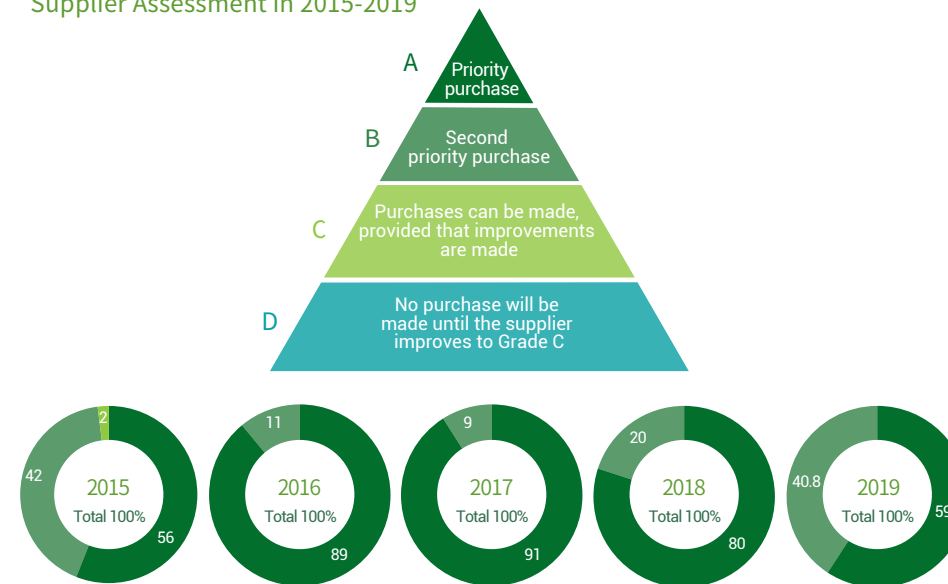 Supplier Assessment in 2015-2019
A
Priority
purchase
B
Second
priority purchase
C
Purchases can be made,
provided that improvements
are made
D
No purchase will be
made until the supplier
improves to Grade C
2
42
2015
Total 100%
56
11
2016
Total 100%
89
9
2017
Total 100%
91
20
2018
Total 100%
80
40.8
2019
Total 100%